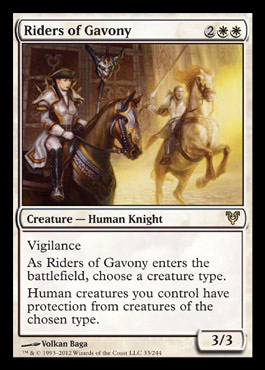 Riders of Gavony 2
Creature — Human Knight
Vigilance
As Riders of Gavony enters the
battlefield, choose a creature type.
Human creatures you control have
protection from creatures of
the chosen type.
Volkan Baga
™ & © 1993-2012 Wizards of the Coast LLC 33/244
3/3